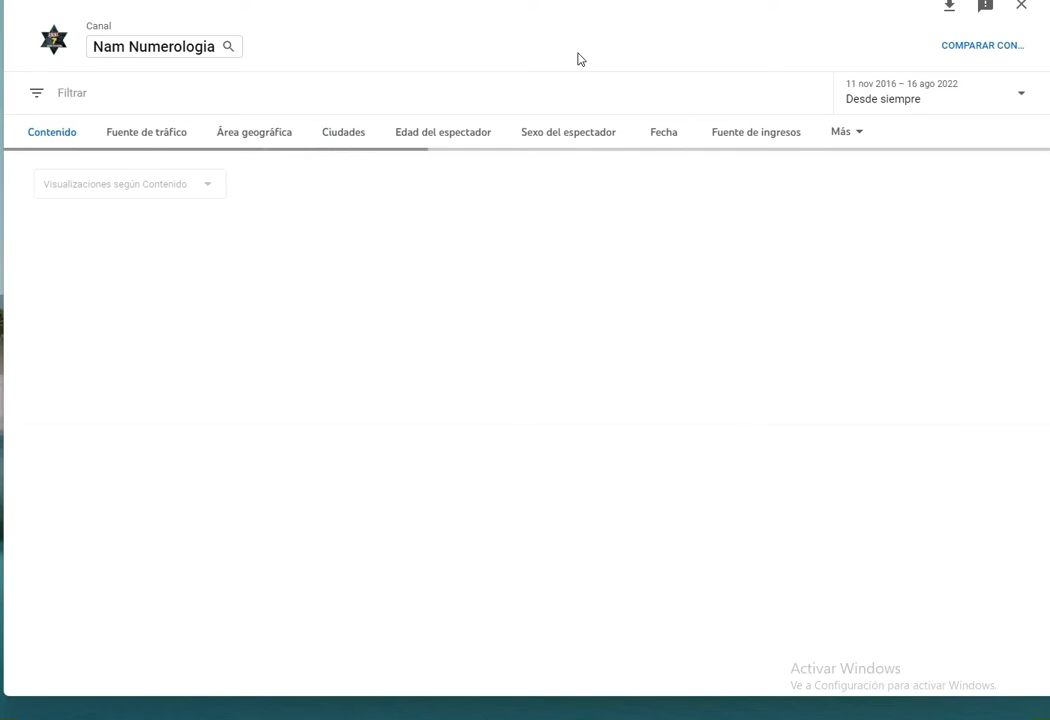 Canal
Nam Numerologia
COMPARAR CON...
Filtrar
11 nov 2016 – 16 ago 2022
Desde siempre
Contenido Fuente de tráfico Área geográfica Ciudades Edad del espectador Sexo del espectador Fecha Fuente de ingresos Más
Visualizaciones según Contenido
Activar Windows
Ve a Configuración para activar Windows.